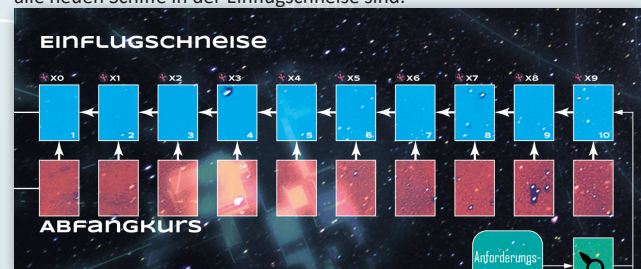 alle neuen Schiffe in der Einflugschneise sind.
EINFLUGSCHNEISE
X0 X1 X2 X3 X4 X5 X6 X7 X8 X9
1 2 3 4 5 6 7 8 9 10
ABFANGKURS
Anforderungs-